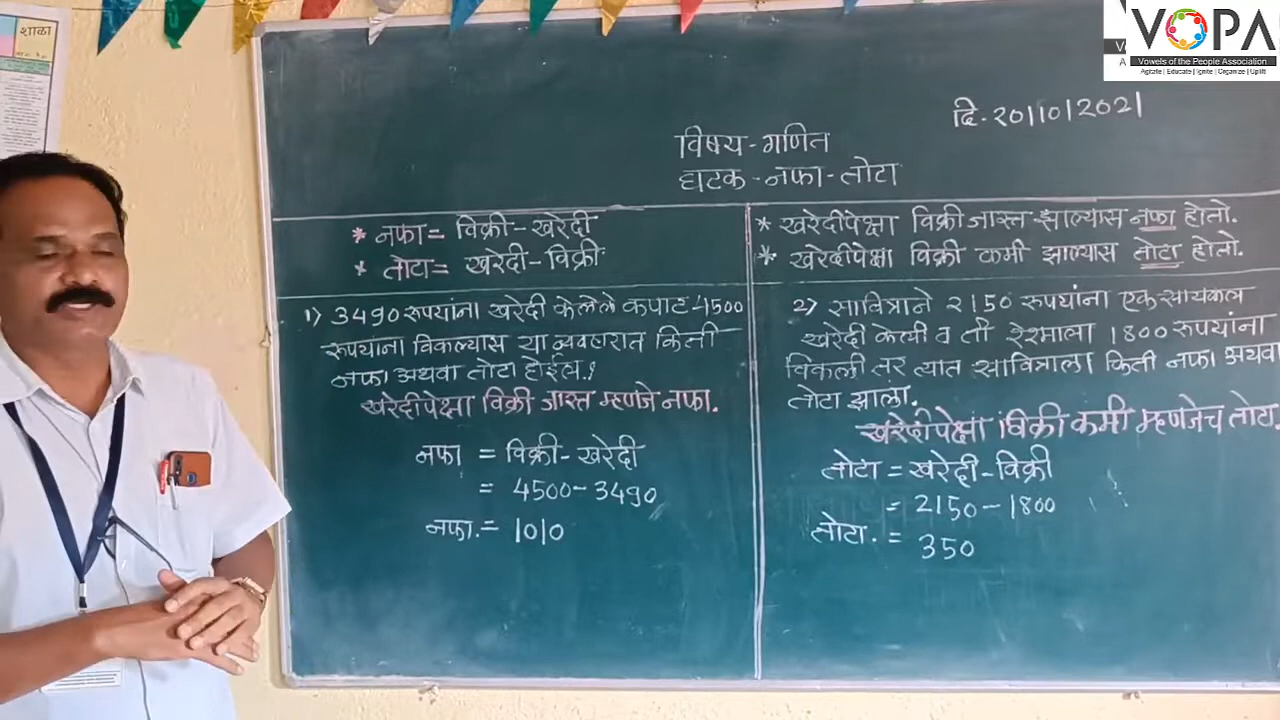 शाळा
VOPA
Vowels of the People Association
Agitate | Educate | Ignite | Organize | Uplift
दि. २०/10/2021
विषय - गणित
घटक - नफा - तोटा
* नफा = विक्री - खरेदी
* तोटा = खरेदी - विक्री
* खरेदीपेक्षा विक्री जास्त झाल्यास नफा होतो.
* खरेदीपेक्षा विक्री कमी झाल्यास तोटा होतो.
1) 3490 रुपयांना खरेदी केलेले कपाट 4500
रुपयांना विकल्यास या व्यवहारात किती
नफा अथवा तोटा होईल.?
खरेदीपेक्षा विक्री जास्त म्हणजे नफा.
नफा = विक्री - खरेदी
= 4500 - 3490
नफा. = 1010
2) सावित्राने २150 रुपयांना एक सायकल
खरेदी केली व ती रेश्माला 1800 रुपयांना
विकली तर त्यात सावित्राला किती नफा अथवा
तोटा झाला.
खरेदीपेक्षा विक्री कमी म्हणजेच तोटा.
तोटा = खरेदी - विक्री
= 2150 - 1800
तोटा. = 350